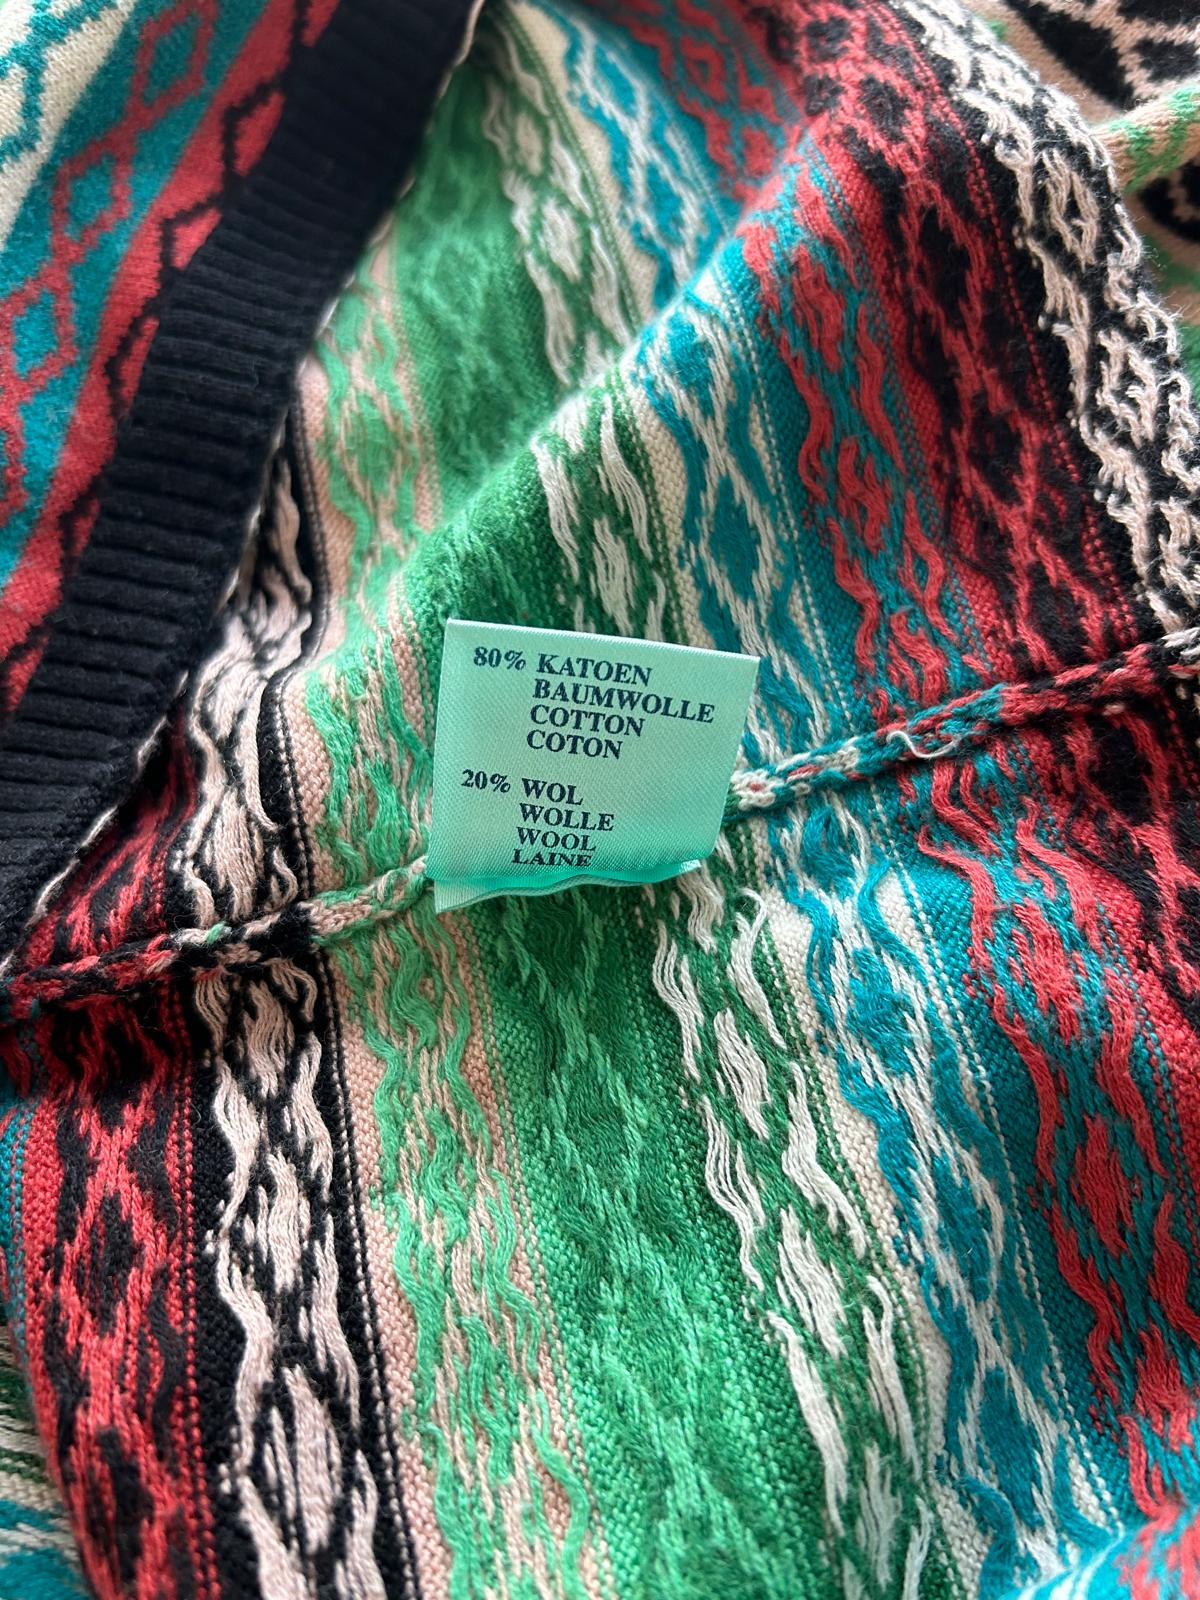 80% KATOEN
BAUMWOLLE
COTTON
COTON
20% WOL
WOLLE
WOOL
LAINE